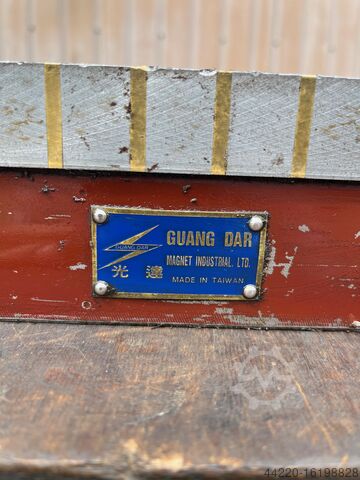 GUANG DAR
GUANG DAR
MAGNET INDUSTRIAL. LTD.
光達
MADE IN TAIWAN
44220-16198828